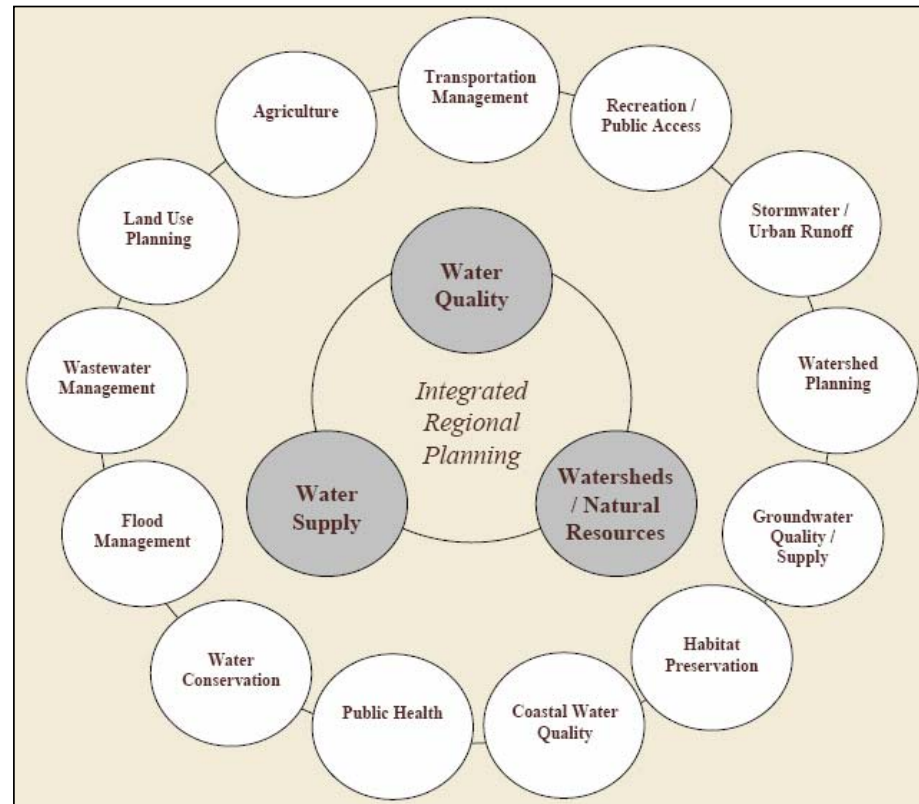 Transportation
Management
Recreation /
Public Access
Stormwater /
Urban Runoff
Watershed
Planning
Groundwater
Quality /
Supply
Habitat
Preservation
Coastal Water
Quality
Public Health
Water
Conservation
Flood
Management
Wastewater
Management
Land Use
Planning
Agriculture
Water
Quality
Integrated
Regional
Planning
Water
Supply
Watersheds
/ Natural
Resources